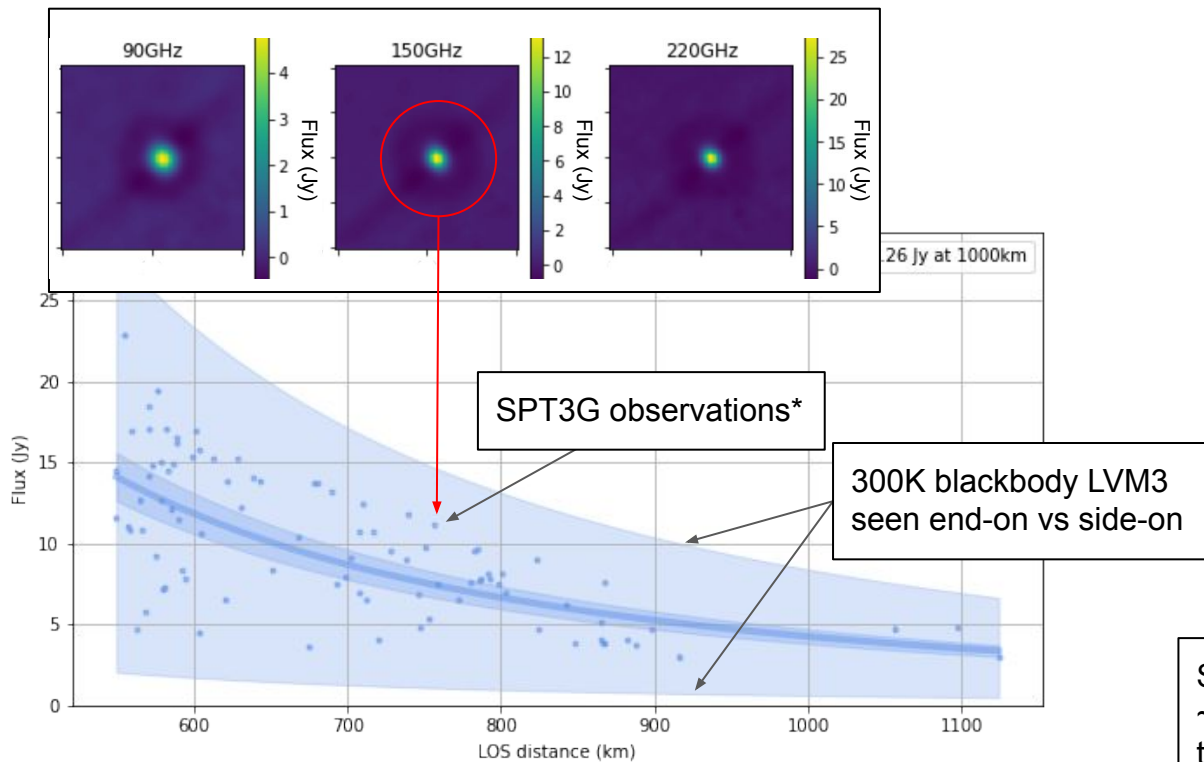 90GHz
150GHz
220GHz
4
3
2
1
0
Flux (Jy)
12
10
8
6
4
2
0
Flux (Jy)
25
20
15
10
5
0
Flux (Jy)
26 Jy at 1000km
25
20
15
10
5
0
Flux (Jy)
SPT3G observations*
300K blackbody LVM3
seen end-on vs side-on
600
700
800
900
1000
1100
LOS distance (km)
S
~
t